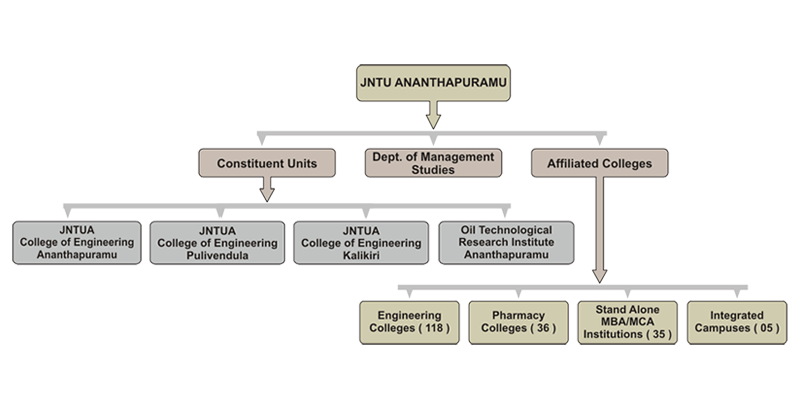 JNTU ANANTHAPURAMU
Constituent Units
Dept. of Management
Studies
Affiliated Colleges
JNTUA
College of Engineering
Ananthapuramu
JNTUA
College of Engineering
Pulivendula
JNTUA
College of Engineering
Kalikiri
Oil Technological
Research Institute
Ananthapuramu
Engineering
Colleges ( 118 )
Pharmacy
Colleges ( 36 )
Stand Alone
MBA/MCA
Institutions ( 35 )
Integrated
Campuses ( 05 )